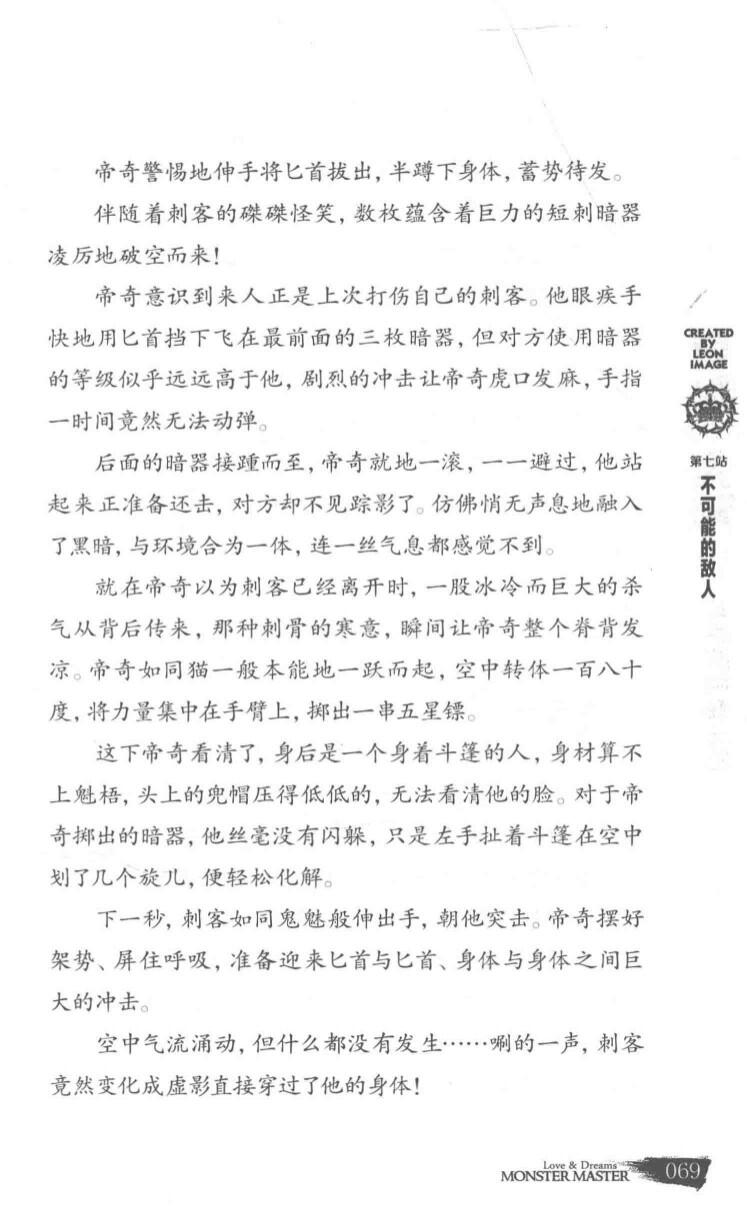 帝奇警惕地伸手将匕首拔出，半蹲下身体，蓄势待发。
伴随着刺客的磔磔怪笑，数枚蕴含着巨力的短刺暗器
凌厉地破空而来！
帝奇意识到来人正是上次打伤自己的刺客。他眼疾手
快地用匕首挡下飞在最前面的三枚暗器，但对方使用暗器
的等级似乎远远高于他，剧烈的冲击让帝奇虎口发麻，手指
一时间竟然无法动弹。
后面的暗器接踵而至，帝奇就地一滚，一一避过，他站
起来正准备还击，对方却不见踪影了。仿佛悄无声息地融入
了黑暗，与环境合为一体，连一丝气息都感觉不到。
就在帝奇以为刺客已经离开时，一股冰冷而巨大的杀
气从背后传来，那种刺骨的寒意，瞬间让帝奇整个脊背发
凉。帝奇如同猫一般本能地一跃而起，空中转体一百八十
度，将力量集中在手臂上，掷出一串五星镖。
这下帝奇看清了，身后是一个身着斗篷的人，身材算不
上魁梧，头上的兜帽压得低低的，无法看清他的脸。对于帝
奇掷出的暗器，他丝毫没有闪躲，只是左手扯着斗篷在空中
划了几个旋儿，便轻松化解。
下一秒，刺客如同鬼魅般伸出手，朝他突击。帝奇摆好
架势、屏住呼吸，准备迎来匕首与匕首、身体与身体之间巨
大的冲击。
空中气流涌动，但什么都没有发生……唰的一声，刺客
竟然变化成虚影直接穿过了他的身体！
CREATED
BY
LEON
IMAGE
第七站
不可能的敌人
Love & Dreams
MONSTER MASTER
069